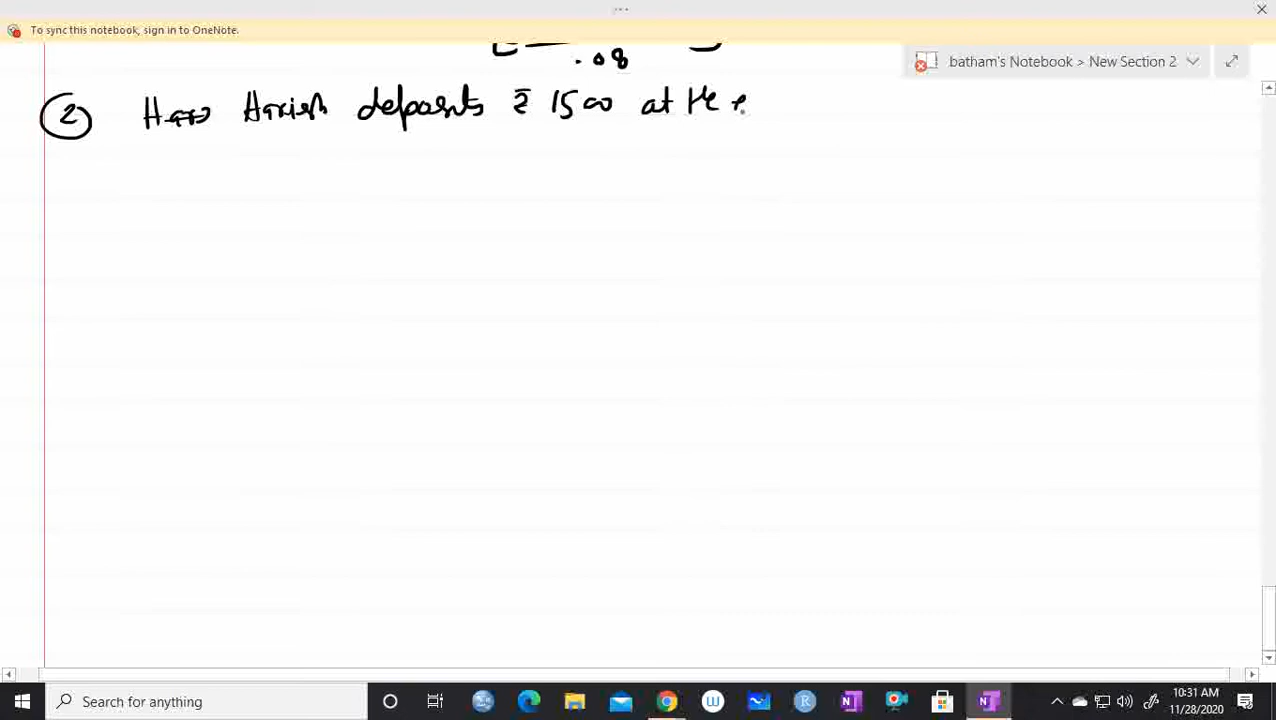 To sync this notebook, sign in to OneNote.
.08
batham's Notebook > New Section 2
2 Harish deposits ₹ 1500 at the
Search for anything
10:31 AM
11/28/2020